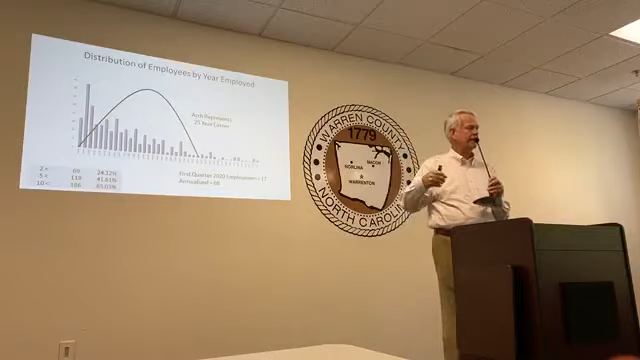 Distribution of Employees by Year Employed
Arch Represents
25 Year Career
2 < 69 24.12%
5 < 119 41.61%
10 < 186 65.03%
First Quarter 2020 Employment = 17
Annualized = 68
WARREN COUNTY
1779
NORLINA
MACON
WARRENTON
NORTH CAROLINA